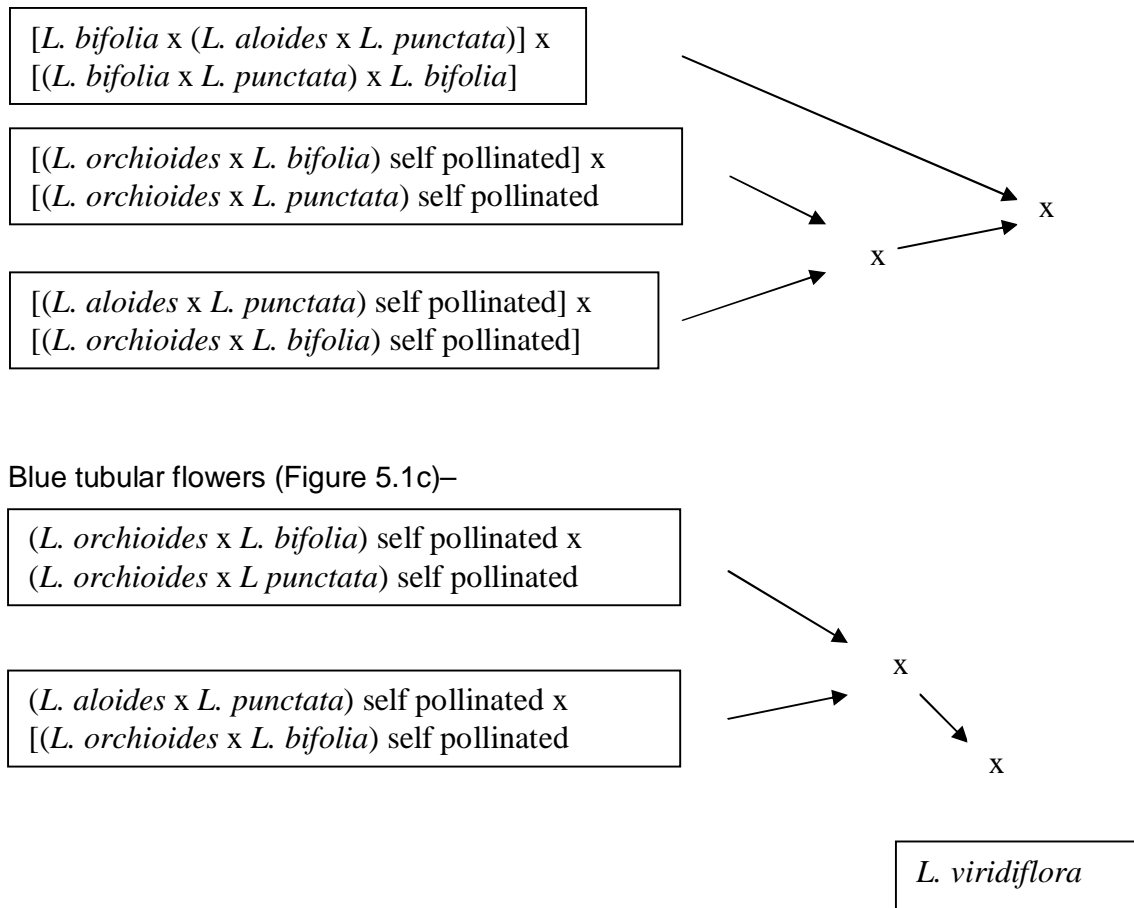 [L. bifolia x (L. aloides x L. punctata)] x
[(L. bifolia x L. punctata) x L. bifolia]
[(L. orchioides x L. bifolia) self pollinated] x
[(L. orchioides x L. punctata) self pollinated
x
x
[(L. aloides x L. punctata) self pollinated] x
[(L. orchioides x L. bifolia) self pollinated]
Blue tubular flowers (Figure 5.1c)–
(L. orchioides x L. bifolia) self pollinated x
(L. orchioides x L punctata) self pollinated
x
(L. aloides x L. punctata) self pollinated x
[(L. orchioides x L. bifolia) self pollinated
x
L. viridiflora